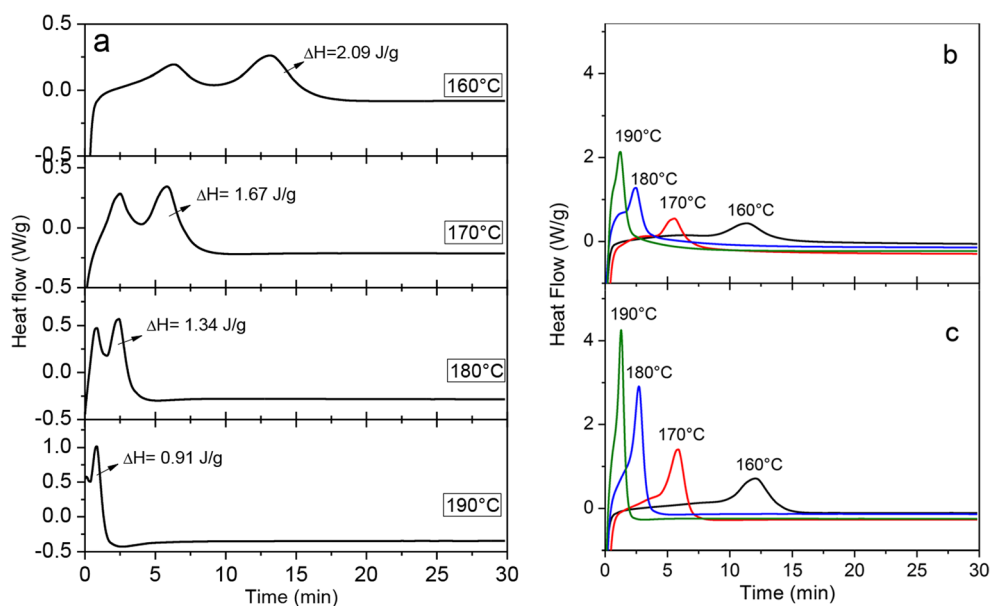 a
0.5
0.0
-0.5
ΔH=2.09 J/g
160°C
0.5
0.0
-0.5
ΔH= 1.67 J/g
170°C
0.5
0.0
-0.5
ΔH= 1.34 J/g
180°C
1.0
0.5
0.0
-0.5
ΔH= 0.91 J/g
190°C
0 5 10 15 20 25 30
Time (min)
Heat flow (W/g)
b
4
2
0
190°C
180°C
170°C
160°C
c
4
2
0
190°C
180°C
170°C
160°C
0 5 10 15 20 25 30
Time (min)
Heat Flow (W/g)